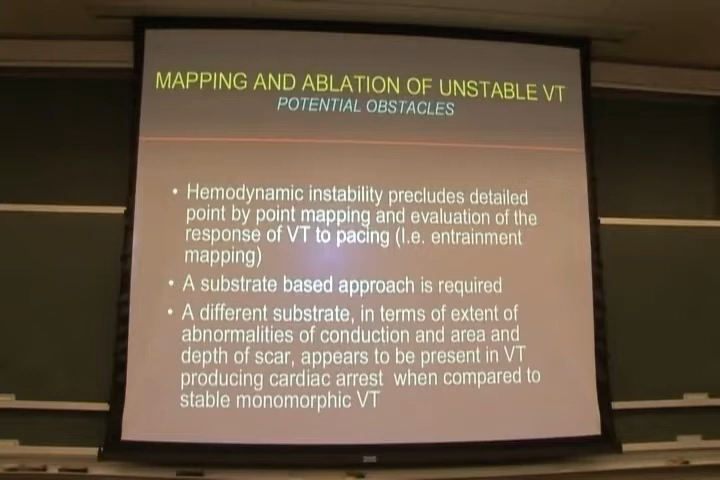 MAPPING AND ABLATION OF UNSTABLE VT
POTENTIAL OBSTACLES
• Hemodynamic instability precludes detailed
point by point mapping and evaluation of the
response of VT to pacing (I.e. entrainment
mapping)
• A substrate based approach is required
• A different substrate, in terms of extent of
abnormalities of conduction and area and
depth of scar, appears to be present in VT
producing cardiac arrest when compared to
stable monomorphic VT